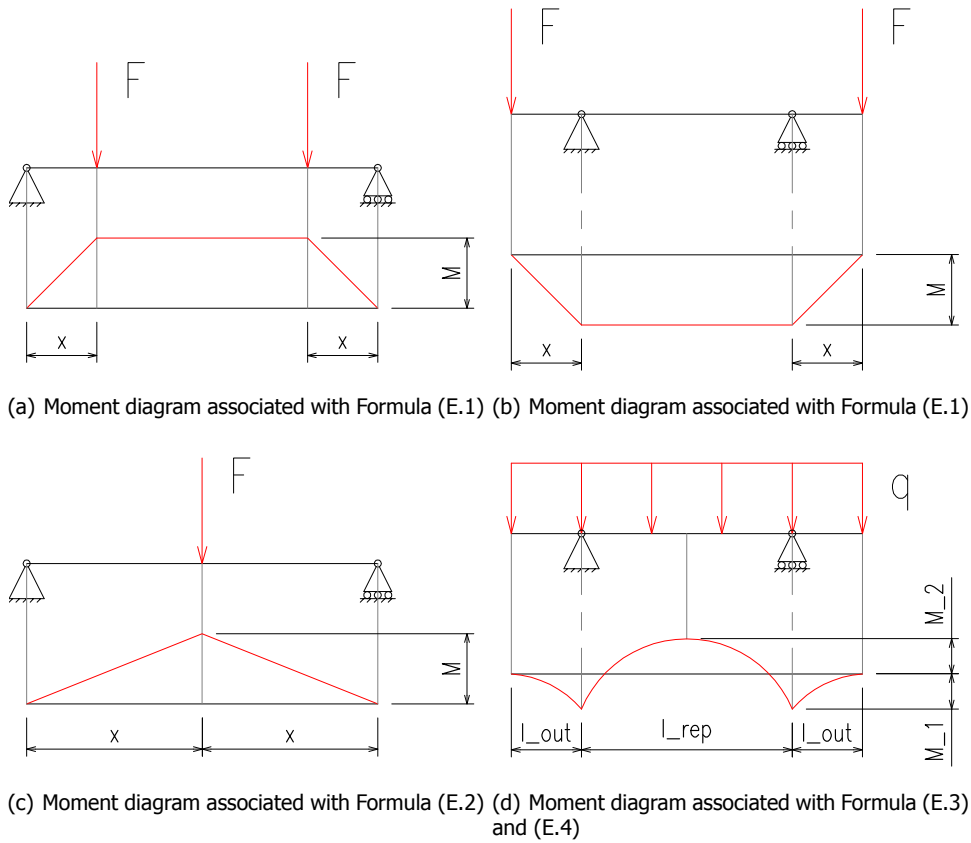 F
F
M
x
x
(a) Moment diagram associated with Formula (E.1)
F
F
M
x
x
(b) Moment diagram associated with Formula (E.1)
F
M
x
x
(c) Moment diagram associated with Formula (E.2)
q
M_2
M_1
l_out
l_rep
l_out
(d) Moment diagram associated with Formula (E.3)
and (E.4)